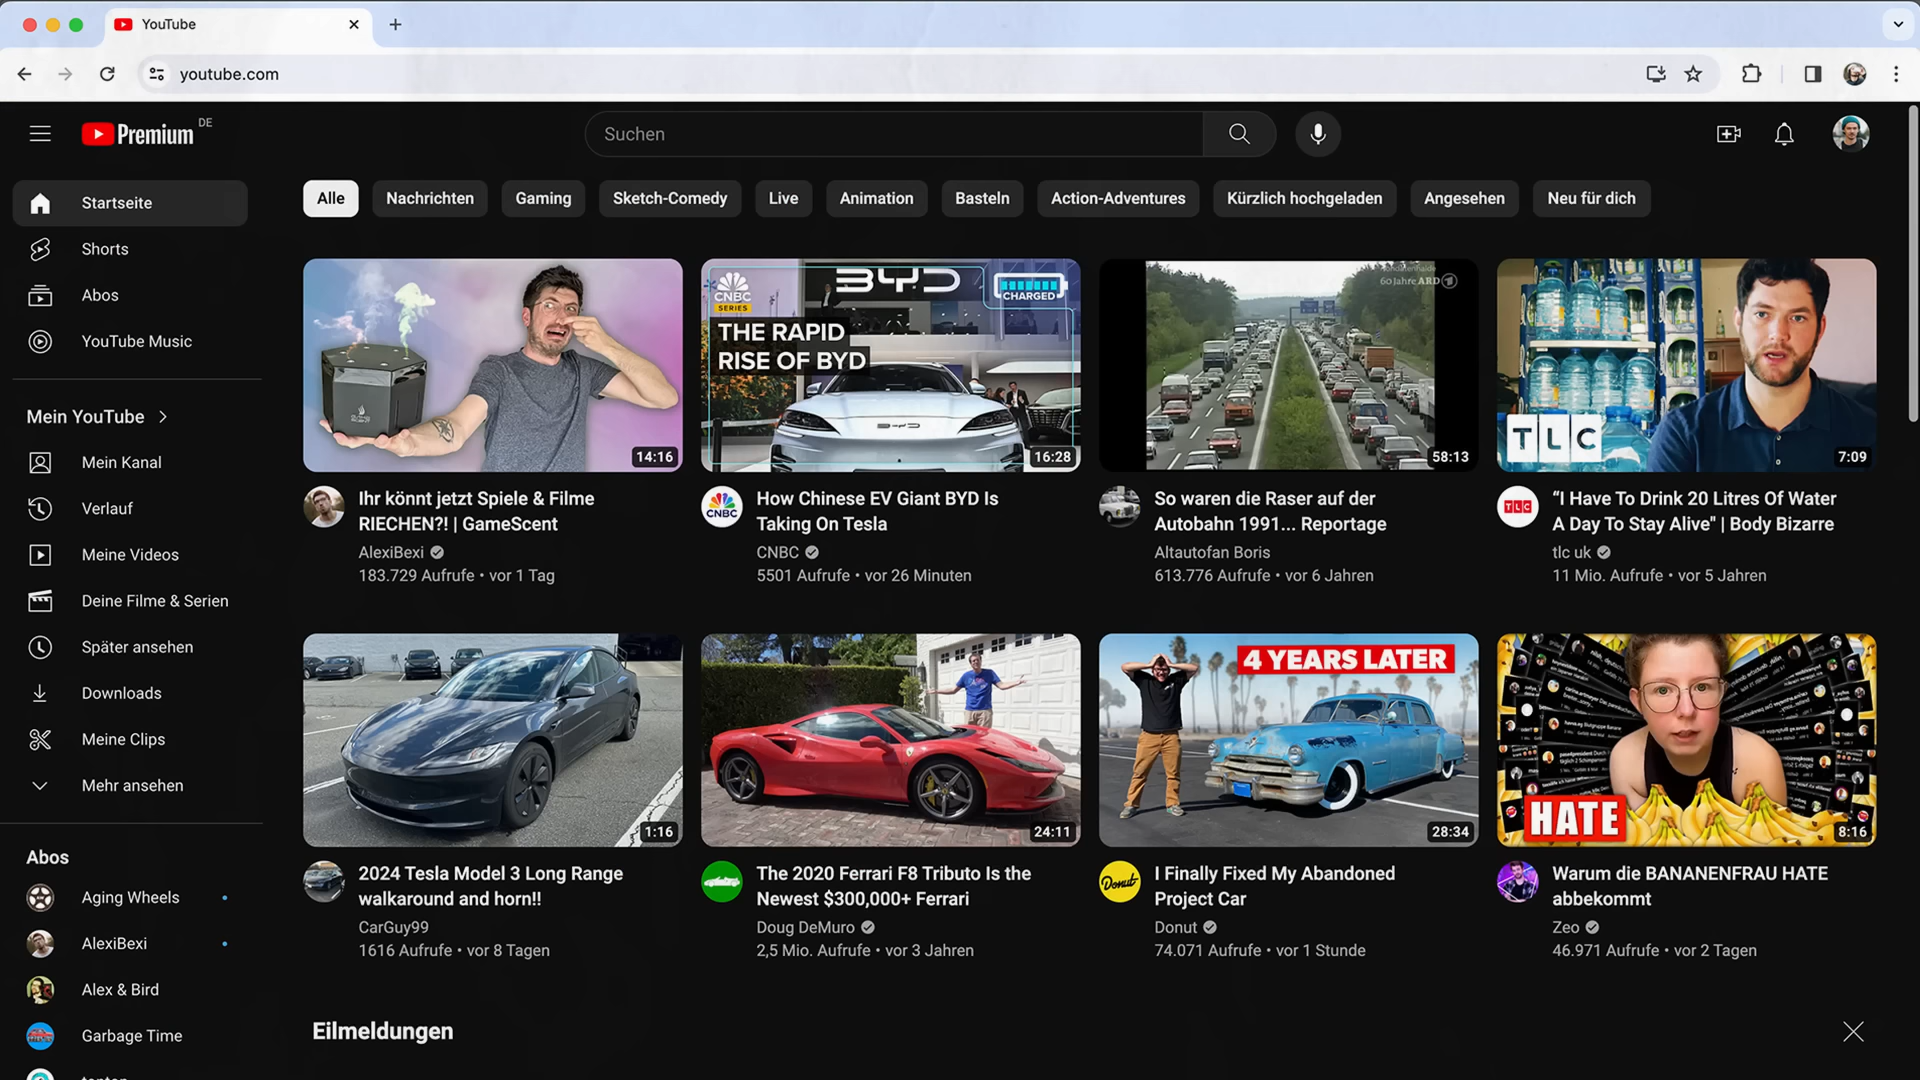 YouTube
youtube.com
Premium DE
Suchen
Startseite
Shorts
Abos
YouTube Music
Mein YouTube
Mein Kanal
Verlauf
Meine Videos
Deine Filme & Serien
Später ansehen
Downloads
Meine Clips
Mehr ansehen
Abos
Aging Wheels
AlexiBexi
Alex & Bird
Garbage Time
Alle Nachrichten Gaming Sketch-Comedy Live Animation Basteln Action-Adventures Kürzlich hochgeladen Angesehen Neu für dich
14:16
Ihr könnt jetzt Spiele & Filme
RIECHEN?! | GameScent
AlexiBexi
183.729 Aufrufe • vor 1 Tag
CNBC
SERIES
BYD
CHARGED
THE RAPID
RISE OF BYD
BYD
16:28
CNBC
How Chinese EV Giant BYD Is
Taking On Tesla
CNBC
5501 Aufrufe • vor 26 Minuten
60 Jahre ARD
58:13
So waren die Raser auf der
Autobahn 1991... Reportage
Altautofan Boris
613.776 Aufrufe • vor 6 Jahren
TLC
7:09
TLC
“I Have To Drink 20 Litres Of Water
A Day To Stay Alive" | Body Bizarre
tlc uk
11 Mio. Aufrufe • vor 5 Jahren
1:16
2024 Tesla Model 3 Long Range
walkaround and horn!!
CarGuy99
1616 Aufrufe • vor 8 Tagen
24:11
The 2020 Ferrari F8 Tributo Is the
Newest $300,000+ Ferrari
Doug DeMuro
2,5 Mio. Aufrufe • vor 3 Jahren
4 YEARS LATER
28:34
Donut
I Finally Fixed My Abandoned
Project Car
Donut
74.071 Aufrufe • vor 1 Stunde
HATE
8:16
Warum die BANANENFRAU HATE
abbekommt
Zeo
46.971 Aufrufe • vor 2 Tagen
Eilmeldungen